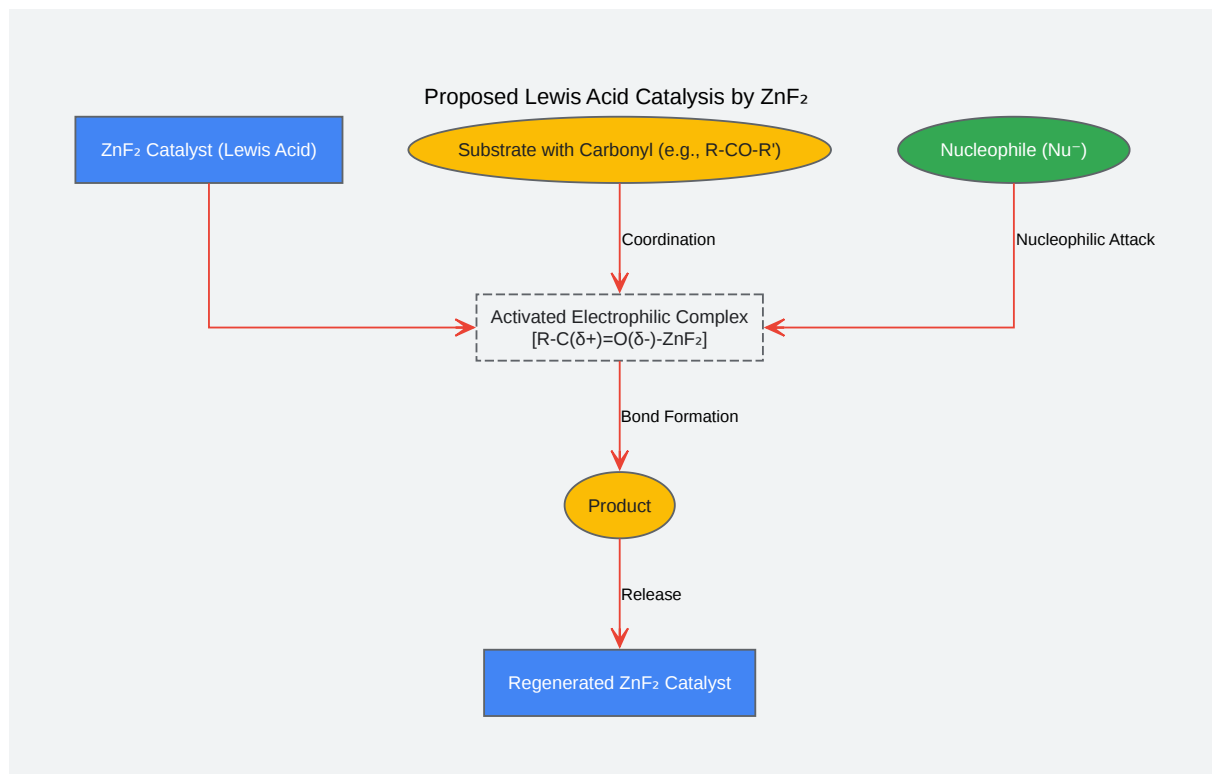 Proposed Lewis Acid Catalysis by ZnF₂
ZnF₂ Catalyst (Lewis Acid)
Substrate with Carbonyl (e.g., R-CO-R')
Nucleophile (Nu⁻)
Coordination
Nucleophilic Attack
Activated Electrophilic Complex
[R-C(δ+)=O(δ-)-ZnF₂]
Bond Formation
Product
Release
Regenerated ZnF₂ Catalyst